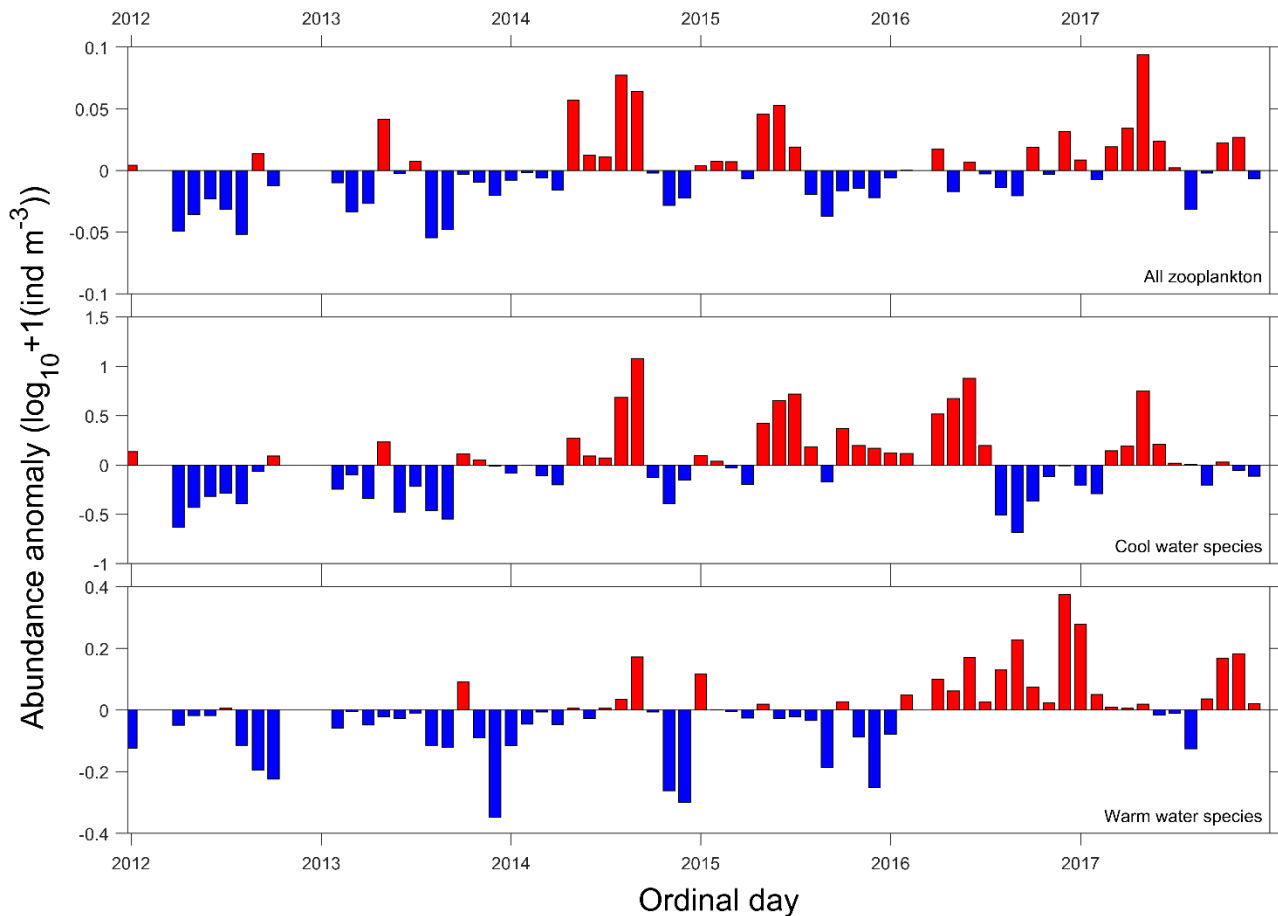 2012 2013 2014 2015 2016 2017
0.1
0.05
0
-0.05
-0.1
All zooplankton
1.5
1
0.5
0
-0.5
-1
Cool water species
0.4
0.2
0
-0.2
-0.4
Warm water species
2012 2013 2014 2015 2016 2017
Ordinal day
Abundance anomaly (log₁₀+1(ind m⁻³))